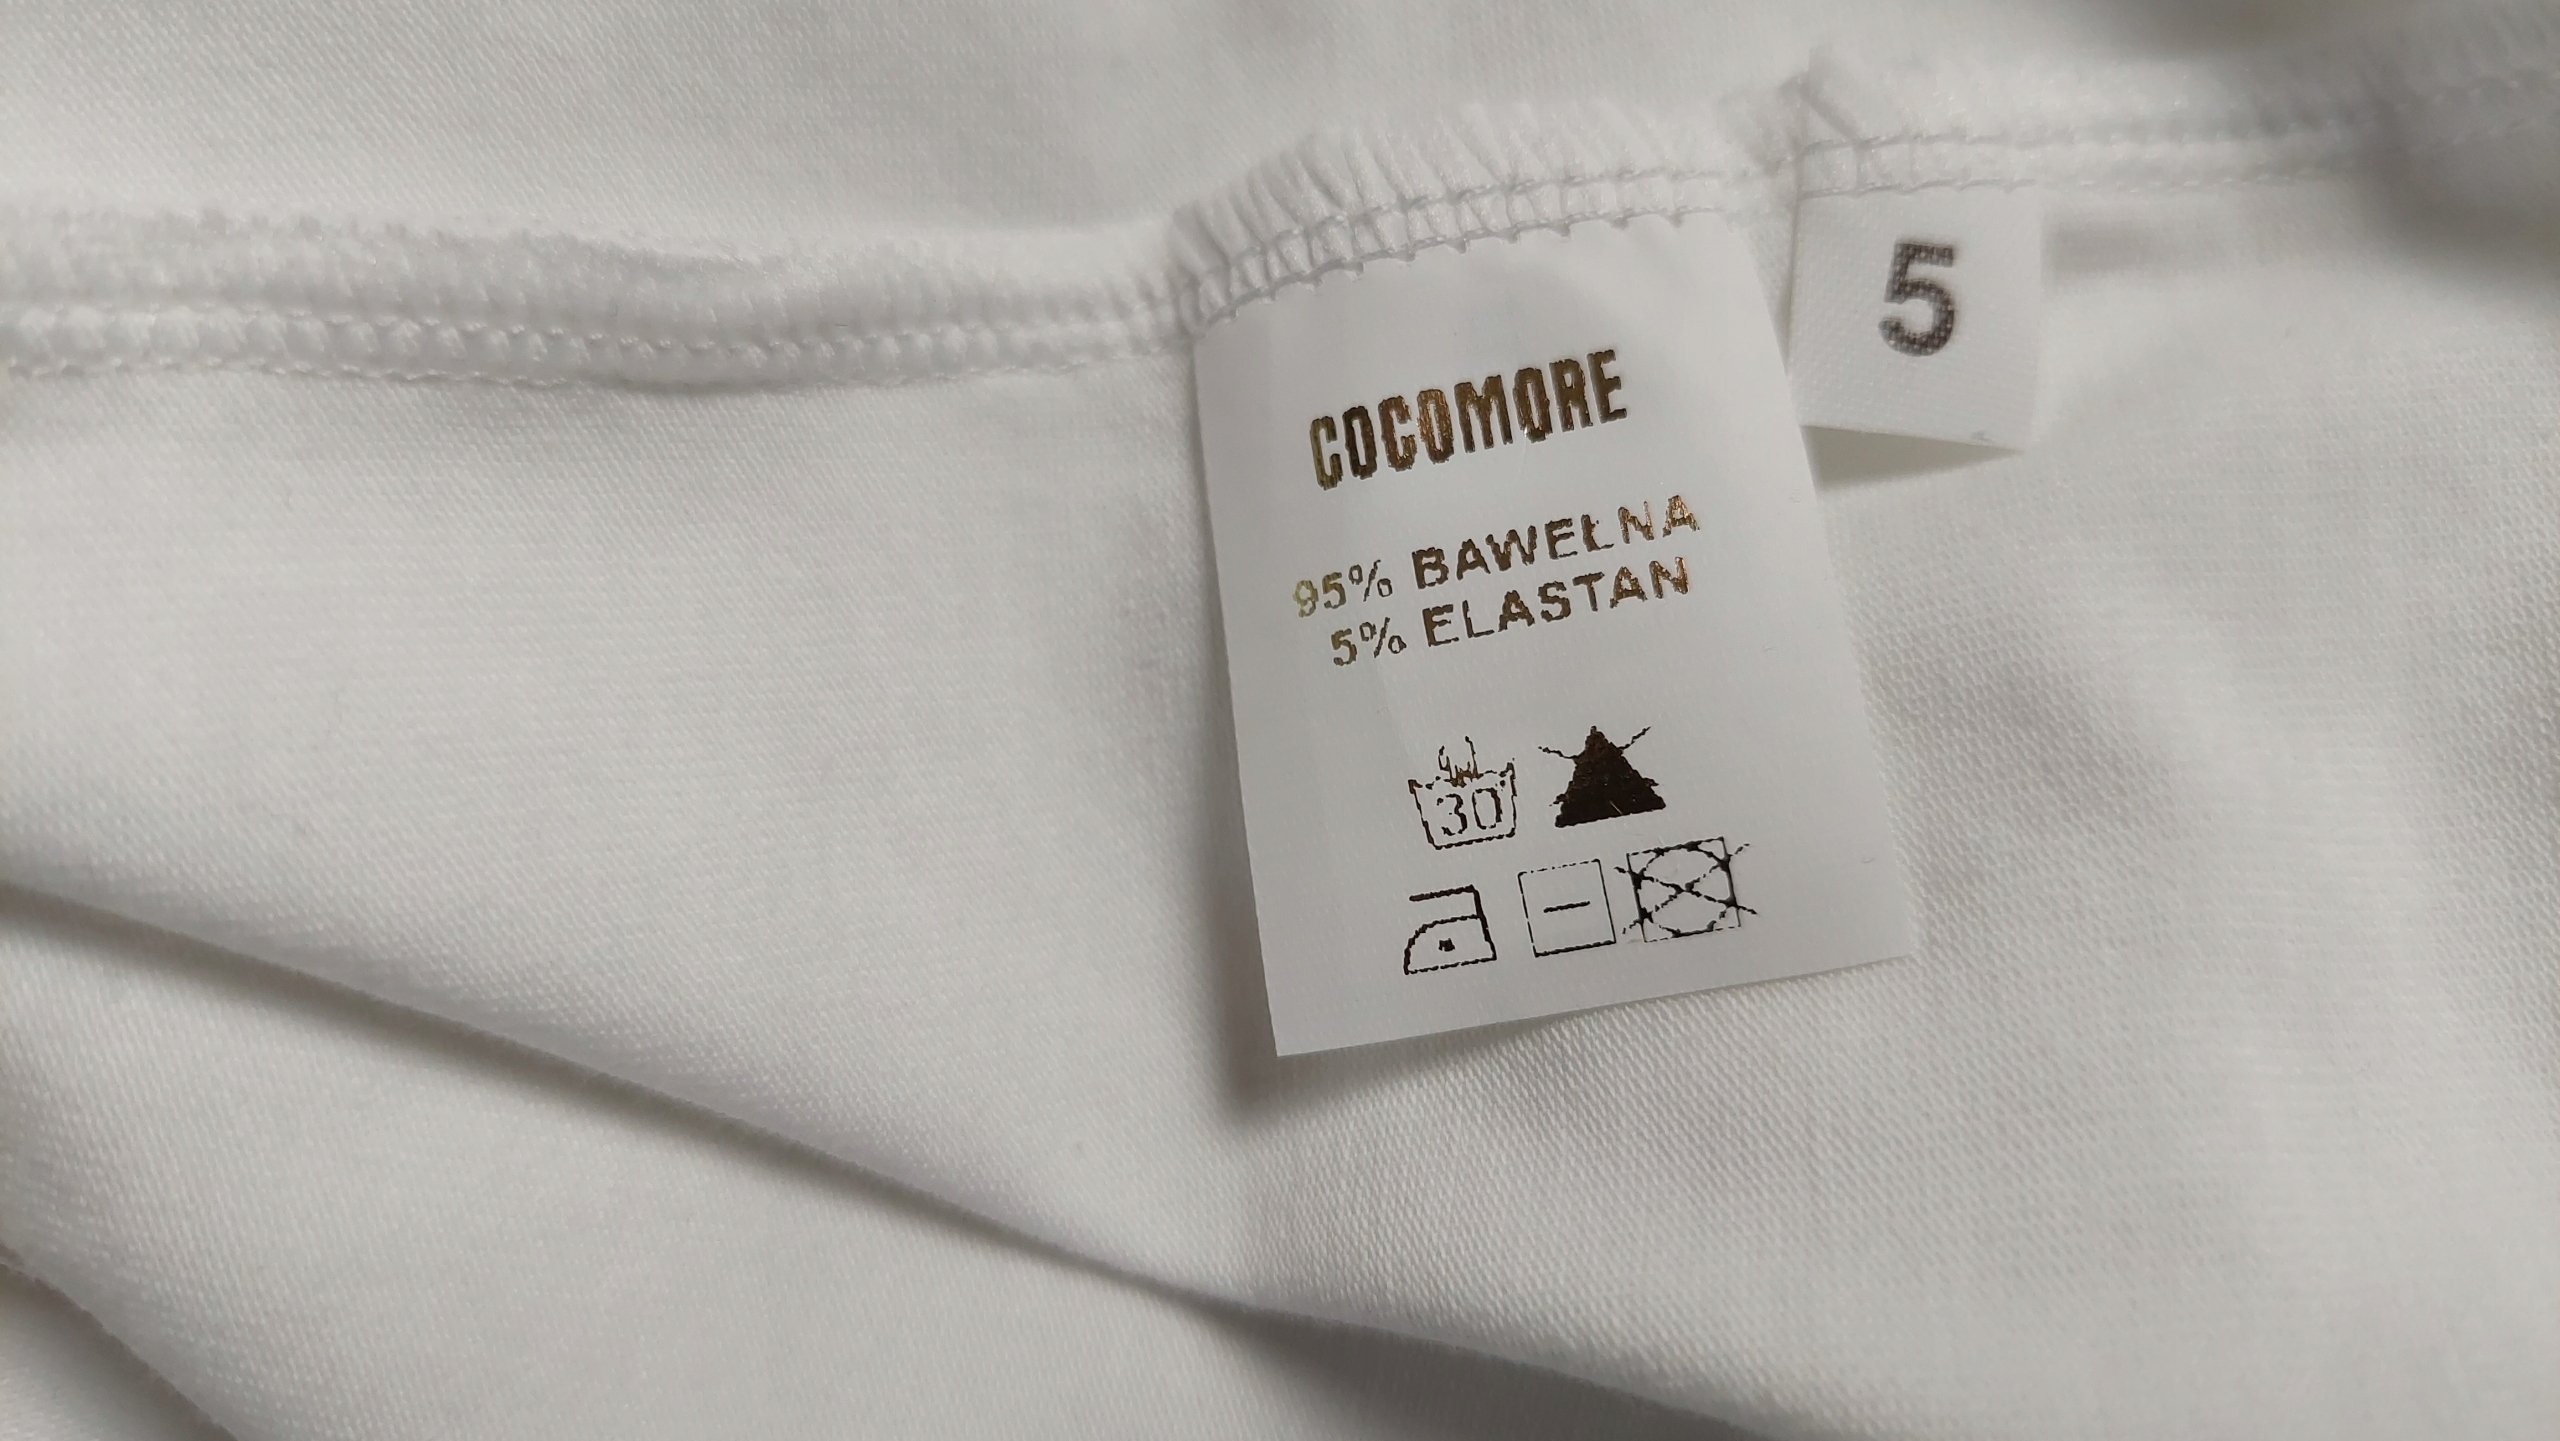 COCOMORE
95% BAWEŁNA
5% ELASTAN
30
5